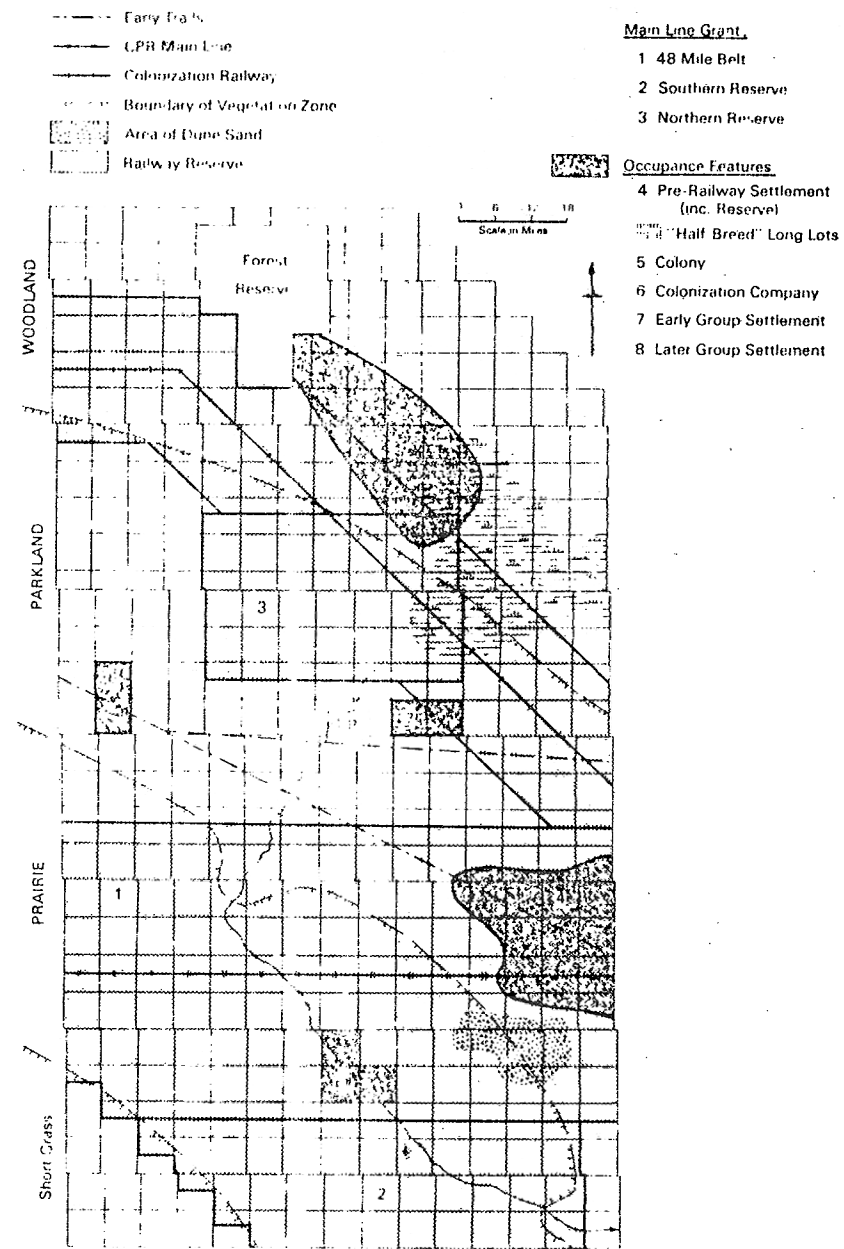 Early Trails
CPR Main Line
Colonization Railway
Boundary of Vegetation Zone
Area of Dune Sand
Railway Reserve
Main Line Grant
1 48 Mile Belt
2 Southern Reserve
3 Northern Reserve
Occupance Features
4 Pre-Railway Settlement
(inc. Reserve)
"Half Breed" Long Lots
5 Colony
6 Colonization Company
7 Early Group Settlement
8 Later Group Settlement
6 12 18
Scale in Miles
Forest
Reserve
WOODLAND
PARKLAND
3
PRAIRIE
1
Short Grass
2